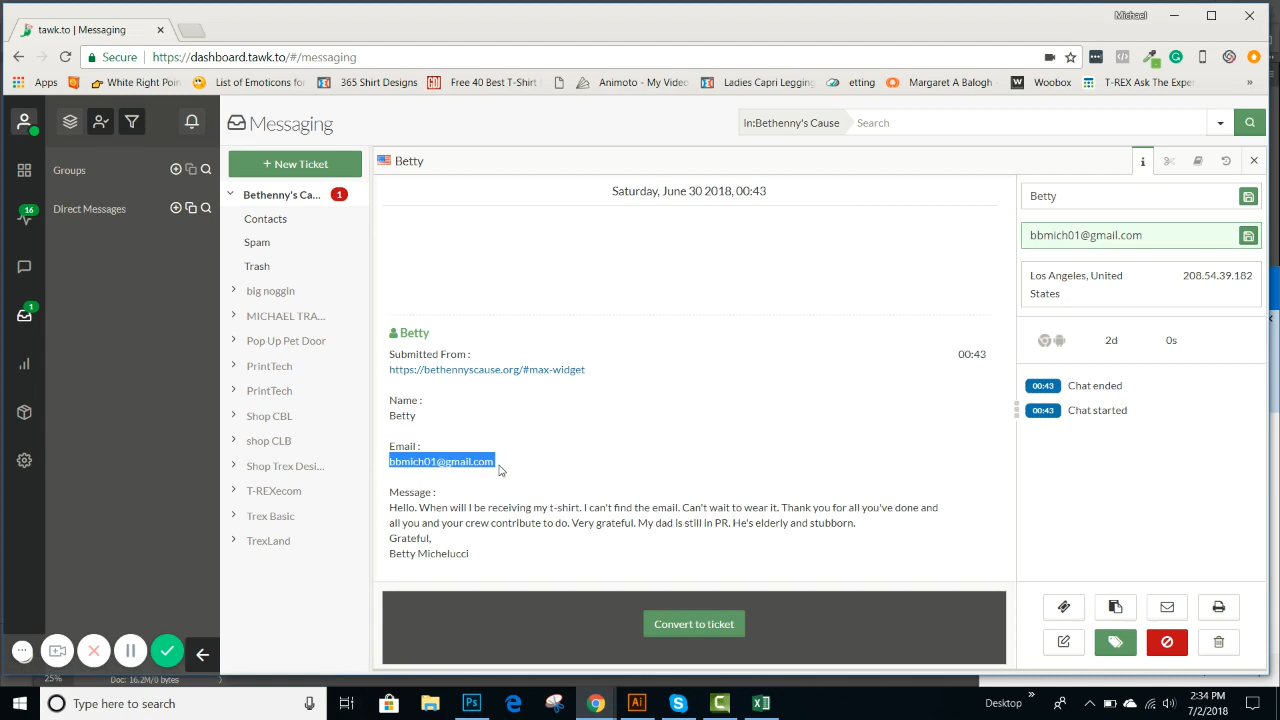 Michael
tawk.to | Messaging
Secure https://dashboard.tawk.to/#/messaging
Apps White Right Point List of Emotions for 365 Shirt Designs Free 40 Best T-Shirt Animoto - My Video Ladies Capri Legging etting Margaret A Balogh - Woobox T-REX Ask The Exper
Messaging
In:Bethenny's Cause Search
Groups
+ New Ticket
Betty
Bethenny's Ca... 1
Saturday, June 30 2018, 00:43
Betty
Direct Messages
16
Contacts
bbmich01@gmail.com
Spam
Trash
Los Angeles, United States
208.54.39.182
big noggin
1
MICHAEL TRA...
Betty
Pop Up Pet Door
Submitted From :
00:43
2d
0s
PrintTech
https://bethennyscause.org/#max-widget
PrintTech
Name :
00:43 Chat ended
Shop CBL
Betty
00:43 Chat started
shop CLB
Email :
Shop Trex Desi...
bbmich01@gmail.com
T-REXecom
Message :
Trex Basic
Hello. When will I be receiving my t-shirt. I can't find the email. Can't wait to wear it. Thank you for all you've done and
all you and your crew contribute to do. Very grateful. My dad is still in PR. He's elderly and stubborn.
TrexLand
Grateful,
Betty Michelucci
Convert to ticket
25% Doc: 16.2M/0 bytes
Type here to search
Desktop
2:34 PM
7/2/2018